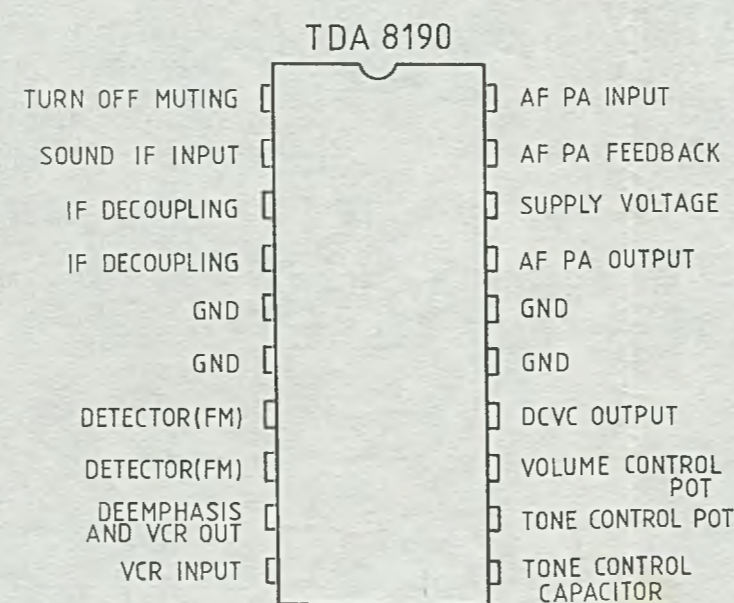 TDA 8190
TURN OFF MUTING
SOUND IF INPUT
IF DECOUPLING
IF DECOUPLING
GND
GND
DETECTOR(FM)
DETECTOR(FM)
DEEMPHASIS
AND VCR OUT
VCR INPUT
AF PA INPUT
AF PA FEEDBACK
SUPPLY VOLTAGE
AF PA OUTPUT
GND
GND
DCVC OUTPUT
VOLUME CONTROL
POT
TONE CONTROL POT
TONE CONTROL
CAPACITOR